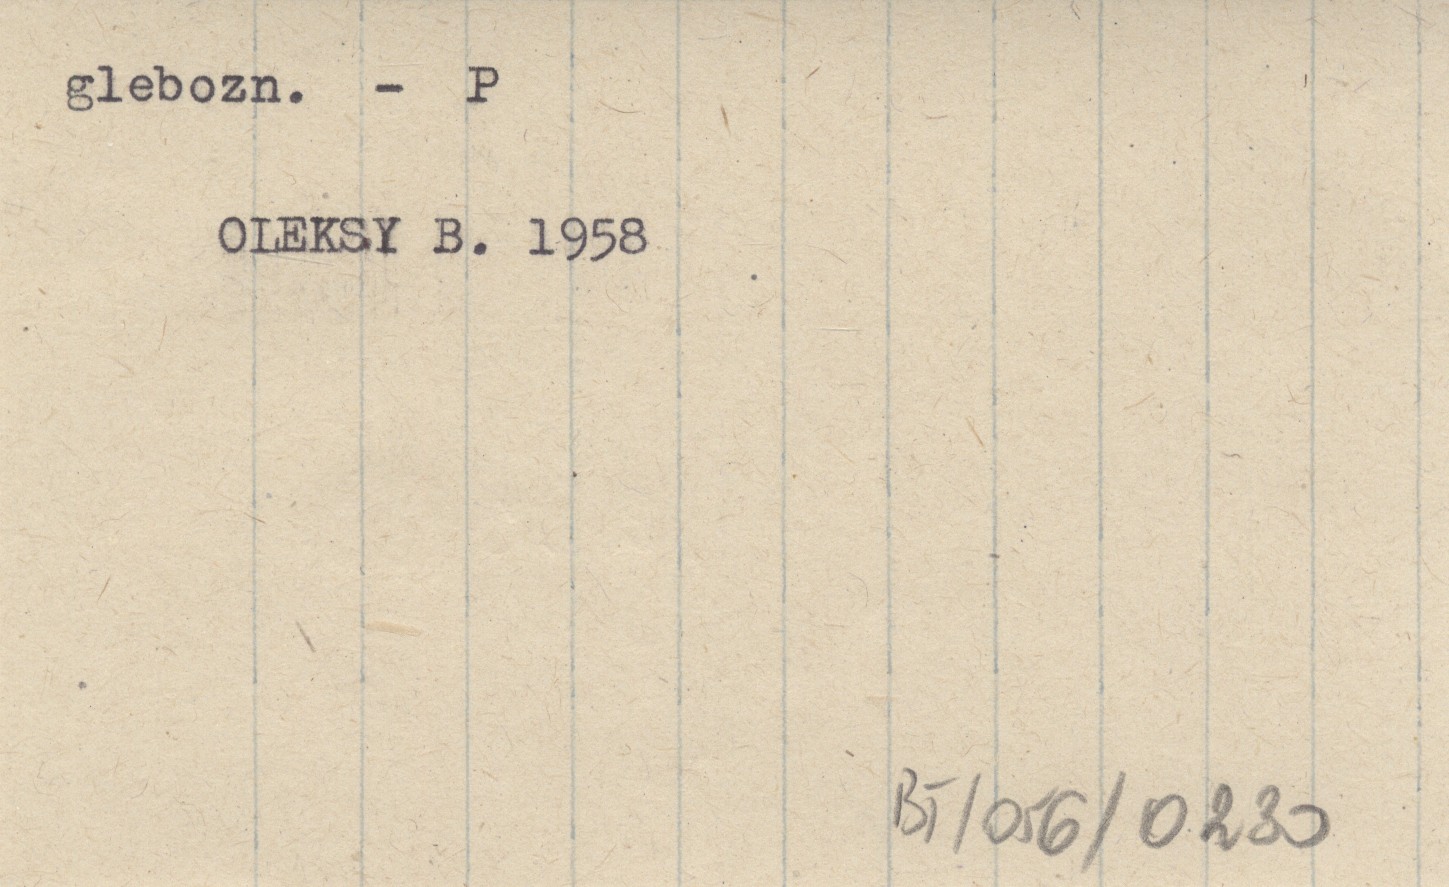 glebozn. - P
OLEKSY B. 1958
BT/056/0230